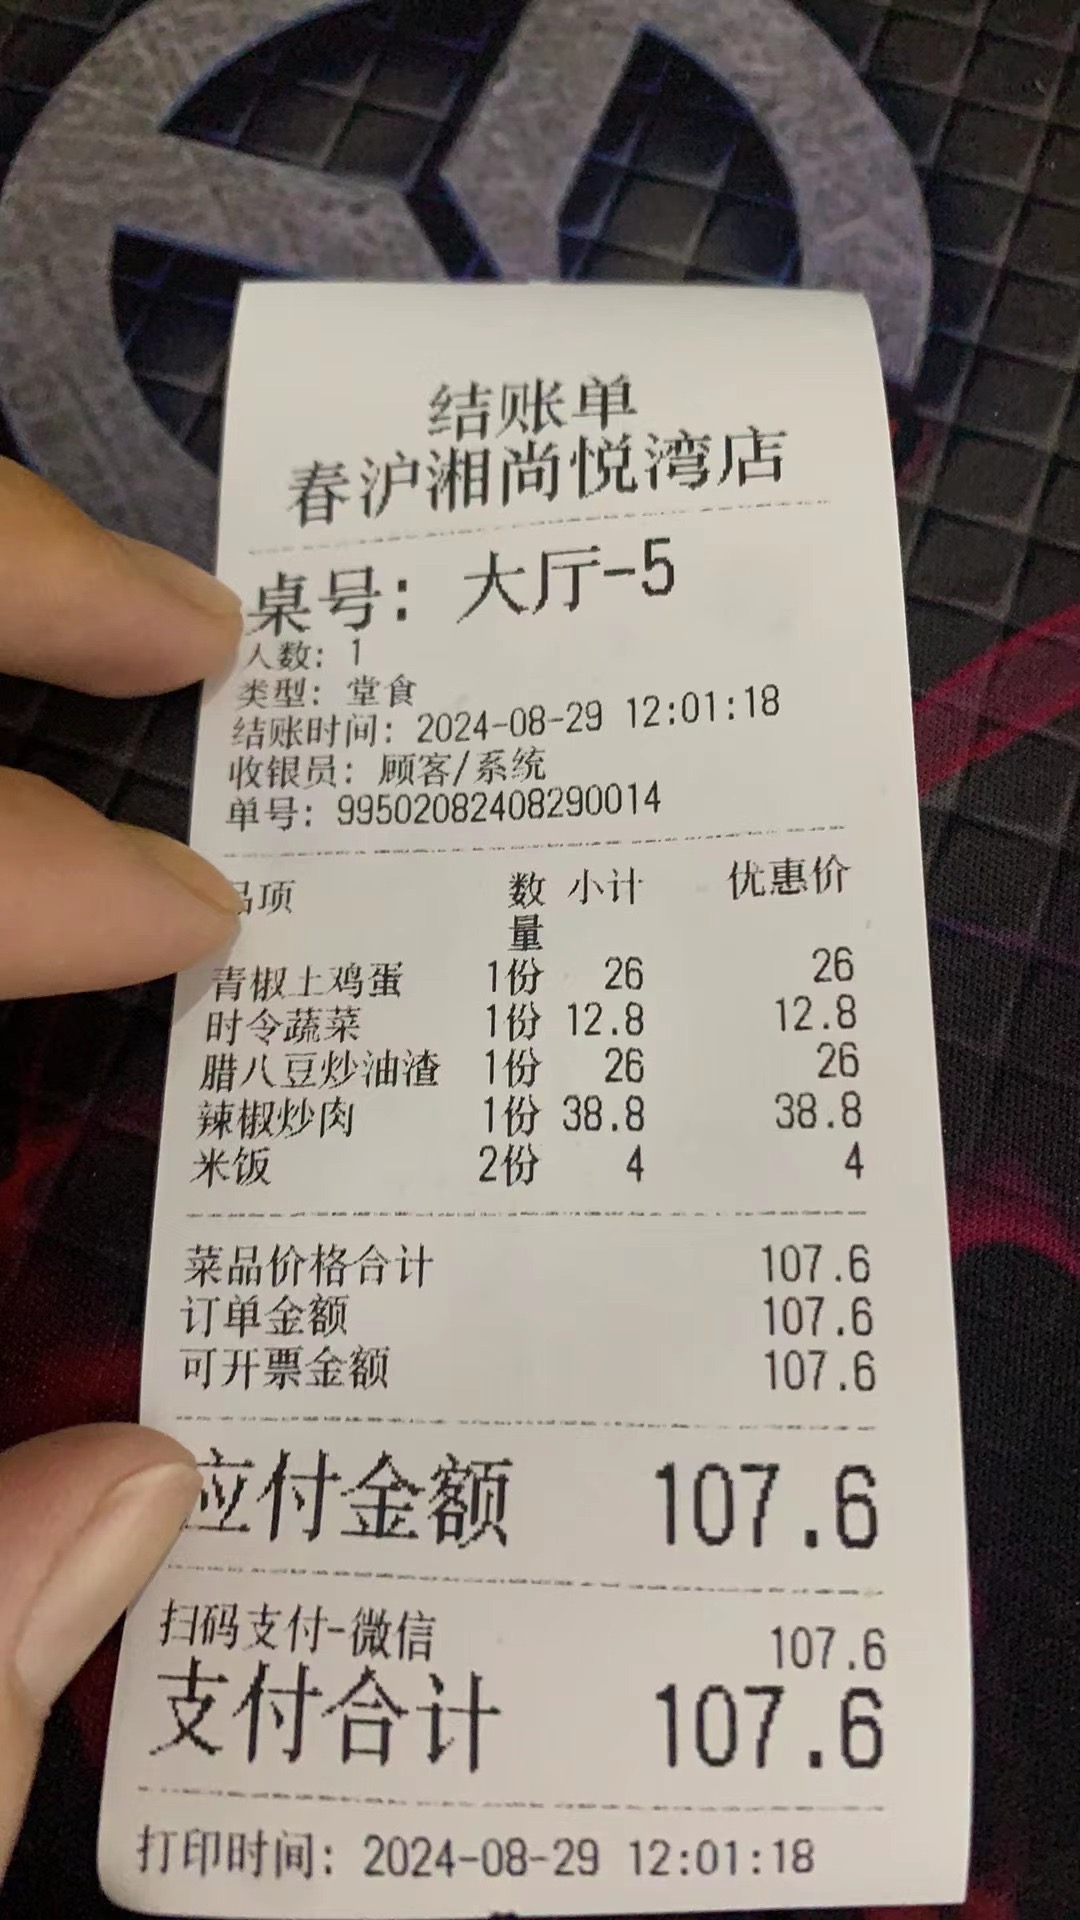 结账单
春沪湘尚悦湾店
桌号：大厅-5
人数：1
类型：堂食
结账时间：2024-08-29 12:01:18
收银员：顾客/系统
单号：99502082408290014
品项 数量 小计 优惠价
青椒土鸡蛋 1份 26 26
时令蔬菜 1份 12.8 12.8
腊八豆炒油渣 1份 26 26
辣椒炒肉 1份 38.8 38.8
米饭 2份 4 4
菜品价格合计 107.6
订单金额 107.6
可开票金额 107.6
应付金额 107.6
扫码支付-微信 107.6
支付合计 107.6
打印时间：2024-08-29 12:01:18